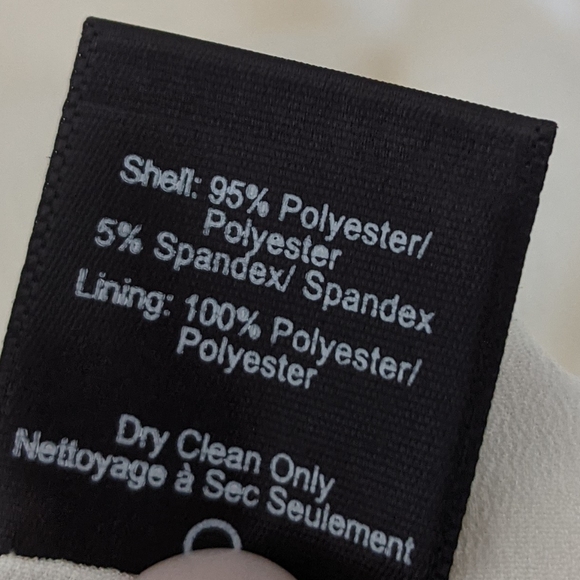 Shell: 95% Polyester/
Polyester
5% Spandex/ Spandex
Lining: 100% Polyester/
Polyester
Dry Clean Only
Nettoyage à Sec Seulement